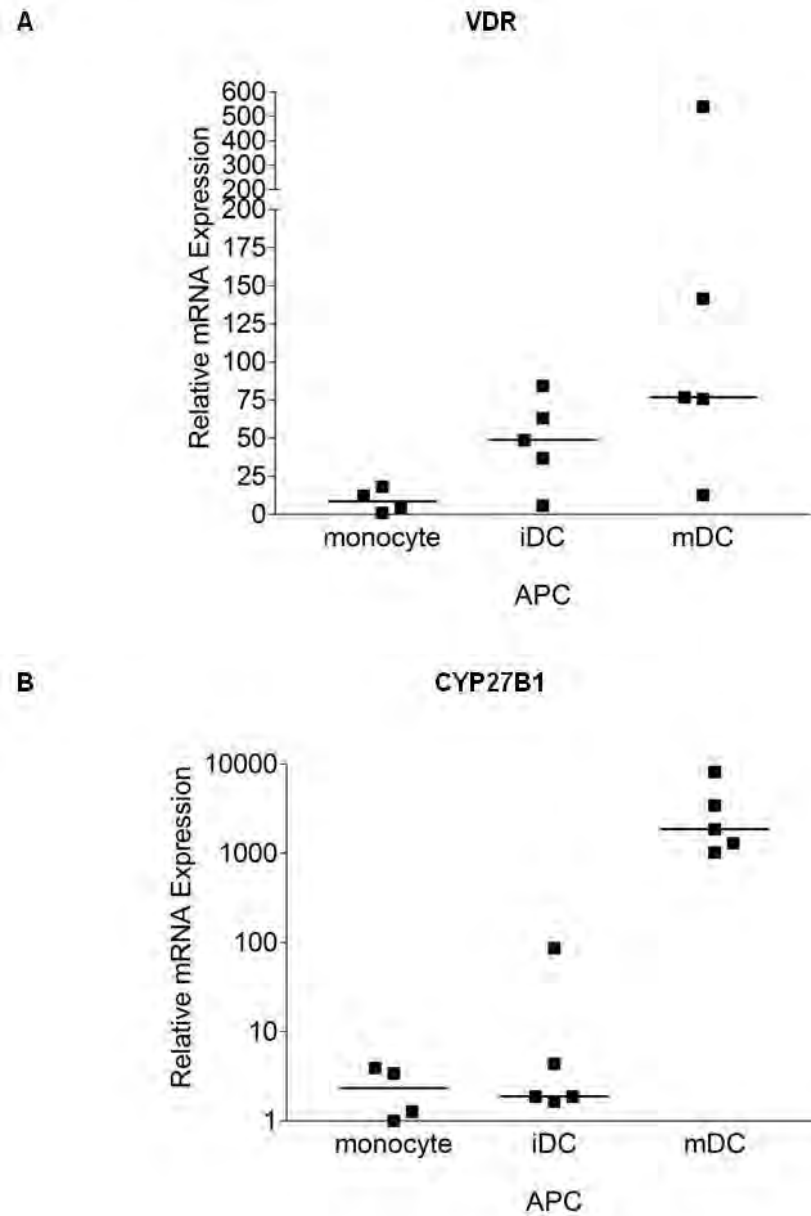 A
VDR
Relative mRNA Expression
600
500
400
300
200
200
175
150
125
100
75
50
25
0
monocyte iDC mDC
APC
B
CYP27B1
Relative mRNA Expression
10000
1000
100
10
1
monocyte iDC mDC
APC